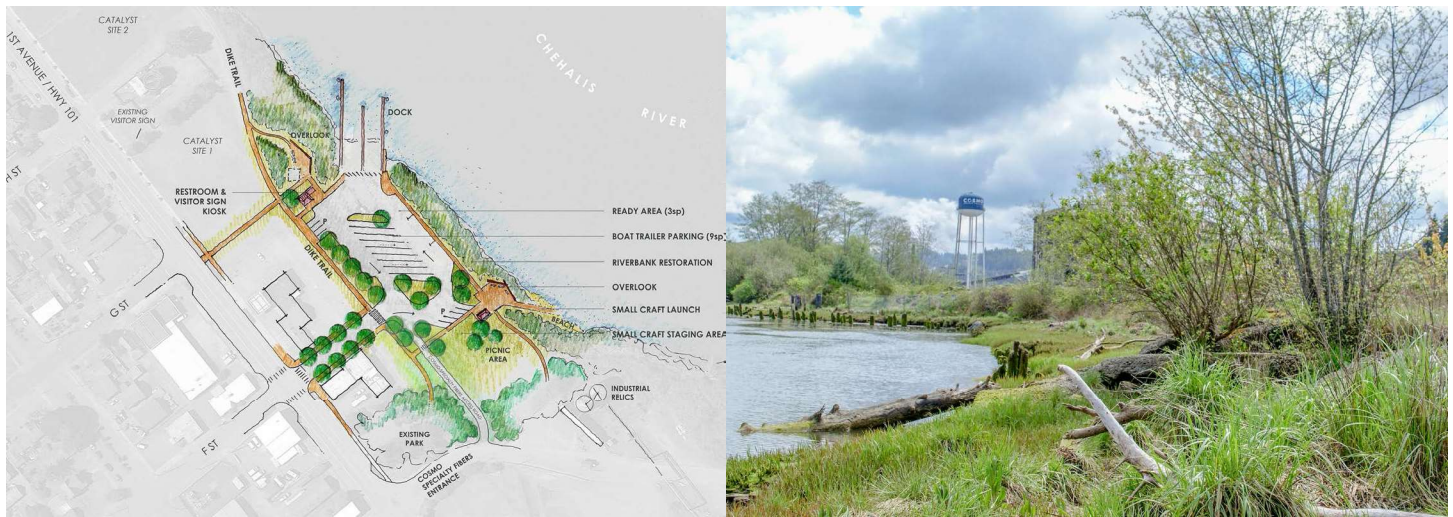 CATALYST
SITE 2
1ST AVENUE / HWY 101
DIKE TRAIL
EXISTING
VISITOR SIGN
CATALYST
SITE 1
H ST
CHEHALIS
RIVER
DOCK
OVERLOOK
RESTROOM &
VISITOR SIGN
KIOSK
DIKE TRAIL
G ST
F ST
READY AREA (3sp)
BOAT TRAILER PARKING (9sp
RIVERBANK RESTORATION
OVERLOOK
SMALL CRAFT LAUNCH
SMALL CRAFT STAGING AREA
BEACH
P
P
PICNIC
AREA
INDUSTRIAL
RELICS
EXISTING
PARK
COSMO
SPECIALTY FIBERS
ENTRANCE